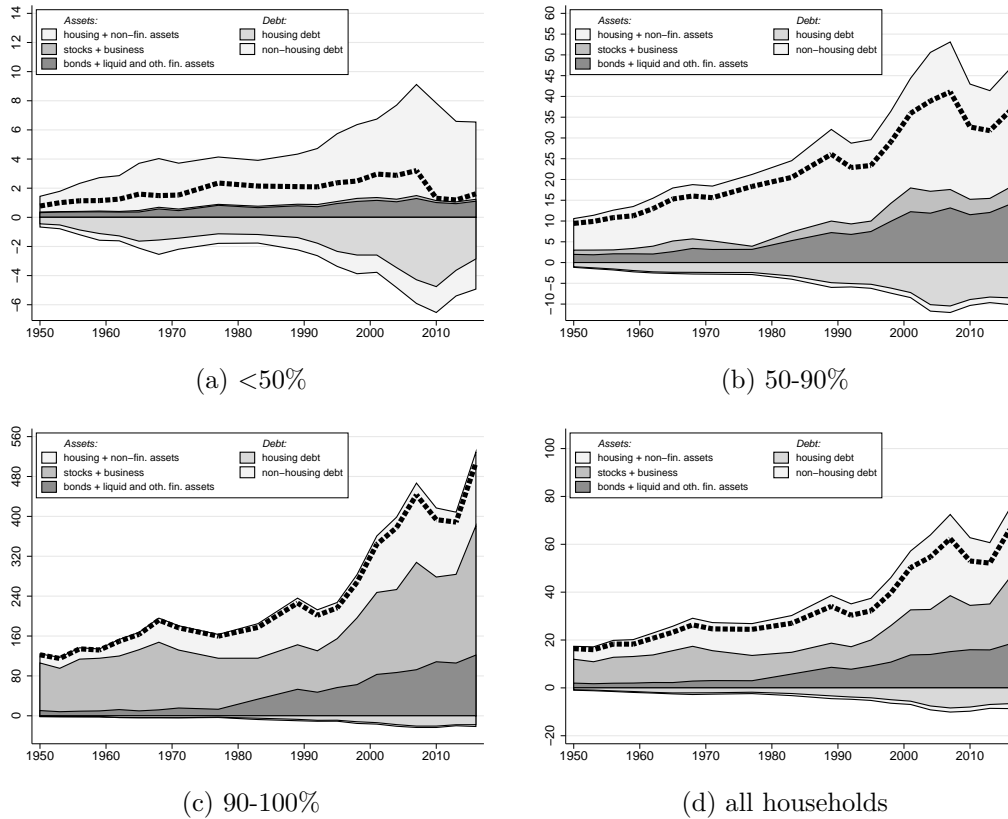 Assets: Debt:
housing + non-fin. assets housing debt
stocks + business non-housing debt
bonds + liquid and oth. fin. assets
14
12
10
8
6
4
2
0
−2
−4
−6
1950 1960 1970 1980 1990 2000 2010
(a) <50%
Assets: Debt:
housing + non-fin. assets housing debt
stocks + business non-housing debt
bonds + liquid and oth. fin. assets
60
55
50
45
40
35
30
25
20
15
10
5
0
−5
−10
1950 1960 1970 1980 1990 2000 2010
(b) 50-90%
Assets: Debt:
housing + non-fin. assets housing debt
stocks + business non-housing debt
bonds + liquid and oth. fin. assets
560
480
400
320
240
160
80
0
1950 1960 1970 1980 1990 2000 2010
(c) 90-100%
Assets: Debt:
housing + non-fin. assets housing debt
stocks + business non-housing debt
bonds + liquid and oth. fin. assets
100
80
60
40
20
0
−20
1950 1960 1970 1980 1990 2000 2010
(d) all households